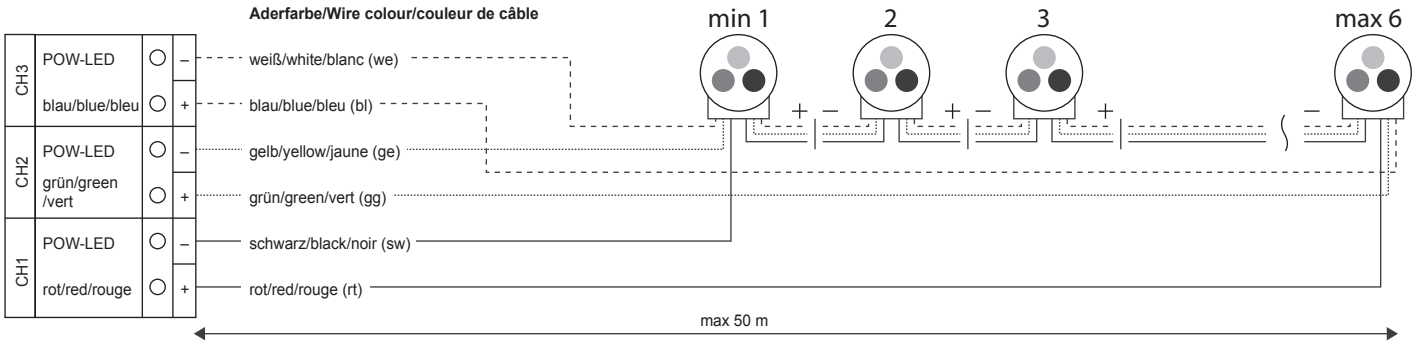 Aderfarbe/Wire colour/couleur de câble
min 1
2
3
max 6
CH3
POW-LED
–
weiß/white/blanc (we)
blau/blue/bleu
+
blau/blue/bleu (bl)
+ –
+ –
+
–
CH2
POW-LED
–
gelb/yellow/jaune (ge)
grün/green
/vert
+
grün/green/vert (gg)
CH1
POW-LED
–
schwarz/black/noir (sw)
rot/red/rouge
+
rot/red/rouge (rt)
max 50 m